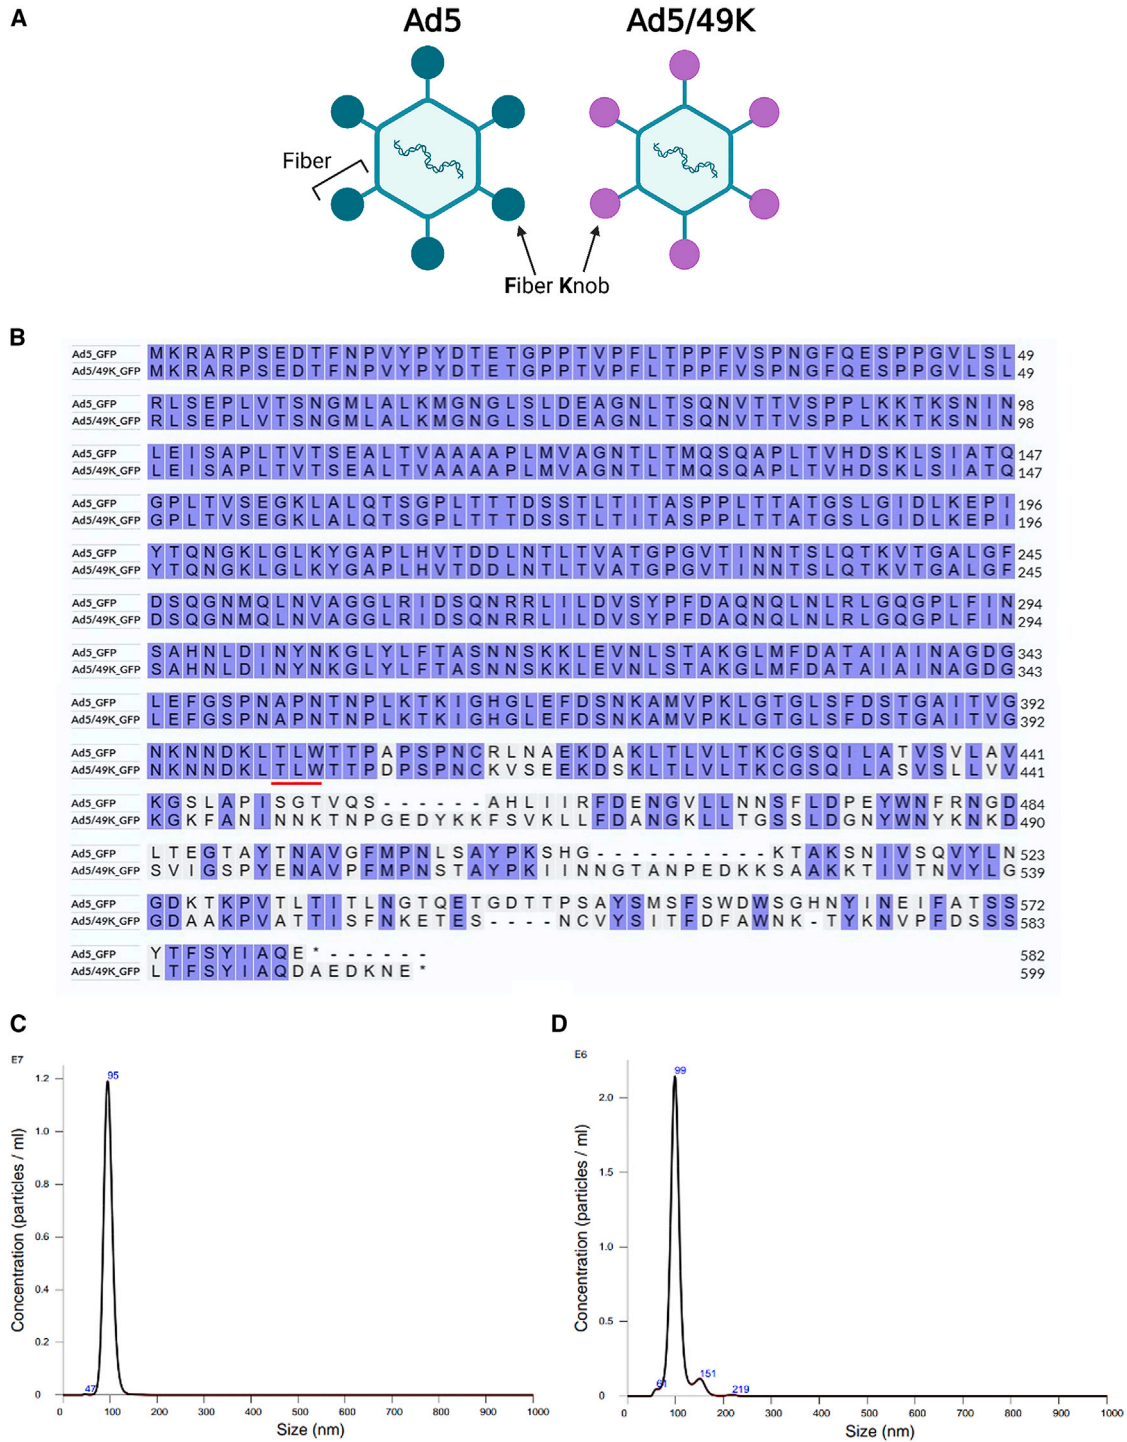 A
Ad5
Ad5/49K
Fiber
Fiber Knob
B
Ad5_GFP MKRARPSEDTFNPVYPYDTETGPPTVPFLTPPFVSPNGFQESPPGVLSL 49
Ad5/49K_GFP MKRARPSEDTFNPVYPYDTETGPPTVPFLTPPFVSPNGFQESPPGVLSL 49
Ad5_GFP RLSEPLVTSNGMLALKMGNGLSLDEAGNLTSQNVTTVSPPLKKTKSNIN 98
Ad5/49K_GFP RLSEPLVTSNGMLALKMGNGLSLDEAGNLTSQNVTTVSPPLKKTKSNIN 98
Ad5_GFP LEISAPLTVTSEALTVAAAAPLMVAGNTLTMQSQAPLTVHDSKLSIATQ 147
Ad5/49K_GFP LEISAPLTVTSEALTVAAAAPLMVAGNTLTMQSQAPLTVHDSKLSIATQ 147
Ad5_GFP GPLTVSEGKLALQTSGPLTTTDSSTLTITASPPLTTATGSLGIDLKEPI 196
Ad5/49K_GFP GPLTVSEGKLALQTSGPLTTTDSSTLTITASPPLTTATGSLGIDLKEPI 196
Ad5_GFP YTQNGKLGLKYGAPLHVTDDLNTLTVATGPGVTINNTSLQTKVTGALGF 245
Ad5/49K_GFP YTQNGKLGLKYGAPLHVTDDLNTLTVATGPGVTINNTSLQTKVTGALGF 245
Ad5_GFP DSQGNMQLNVAGGLRIDSQNRRLILDVSYPFDAQNQLNLRLGQGPLFIN 294
Ad5/49K_GFP DSQGNMQLNVAGGLRIDSQNRRLILDVSYPFDAQNQLNLRLGQGPLFIN 294
Ad5_GFP SAHNLDINYNKGLYLFTASNNSKKLEVNLSTAKGLMFDATAIAINAGDG 343
Ad5/49K_GFP SAHNLDINYNKGLYLFTASNNSKKLEVNLSTAKGLMFDATAIAINAGDG 343
Ad5_GFP LEFGSPNAPNTNPLKTKIGHGLEFDSNKAMVPKLGTGLSFDSTGAITVG 392
Ad5/49K_GFP LEFGSPNAPNTNPLKTKIGHGLEFDSNKAMVPKLGTGLSFDSTGAITVG 392
Ad5_GFP NKNNDKLTLWTTPAPSPNCRLNAEKDAKLTLVLTKCGSQILATVSVLAV 441
Ad5/49K_GFP NKNNDKLTLWTTPDPSPNCKVSEEKDSKLTLVLTKCGSQILASVSLLVV 441
Ad5_GFP KGSLAPISGTVQS------AHLIIRFDENGVLLNNSFLDPEYWNFRNGD 484
Ad5/49K_GFP KGKFANINNKTNPGEDYKKFSVKLLFDANGKLLTGSSLDGNYWNYKNKD 490
Ad5_GFP LTEGTAYTNAVGFMPNLSAYPKSHG----------KTAKSNIVSQVYLN 523
Ad5/49K_GFP SVIGSPYENAVPFMPNSTAYPKIINNGTANPEDKKSAAKKTIVTNVYLG 539
Ad5_GFP GDKTKPVTLTITLNGTQETGDTTPSAYSMSFSWDWSGHNYINEIFATSS 572
Ad5/49K_GFP GDAAKPVATTISFNKETES----NCVYSITFDFAWNK-TYKNVPFDSSS 583
Ad5_GFP YTFSYIAQE*------ 582
Ad5/49K_GFP LTFSYIAQDAEDKNE* 599
C
E7
Concentration (particles / ml)
1.2
1.0
0.8
0.6
0.4
0.2
0
95
47
0 100 200 300 400 500 600 700 800 900 1000
Size (nm)
D
E6
Concentration (particles / ml)
2.0
1.5
1.0
0.5
0
99
61
151
219
0 100 200 300 400 500 600 700 800 900 1000
Size (nm)